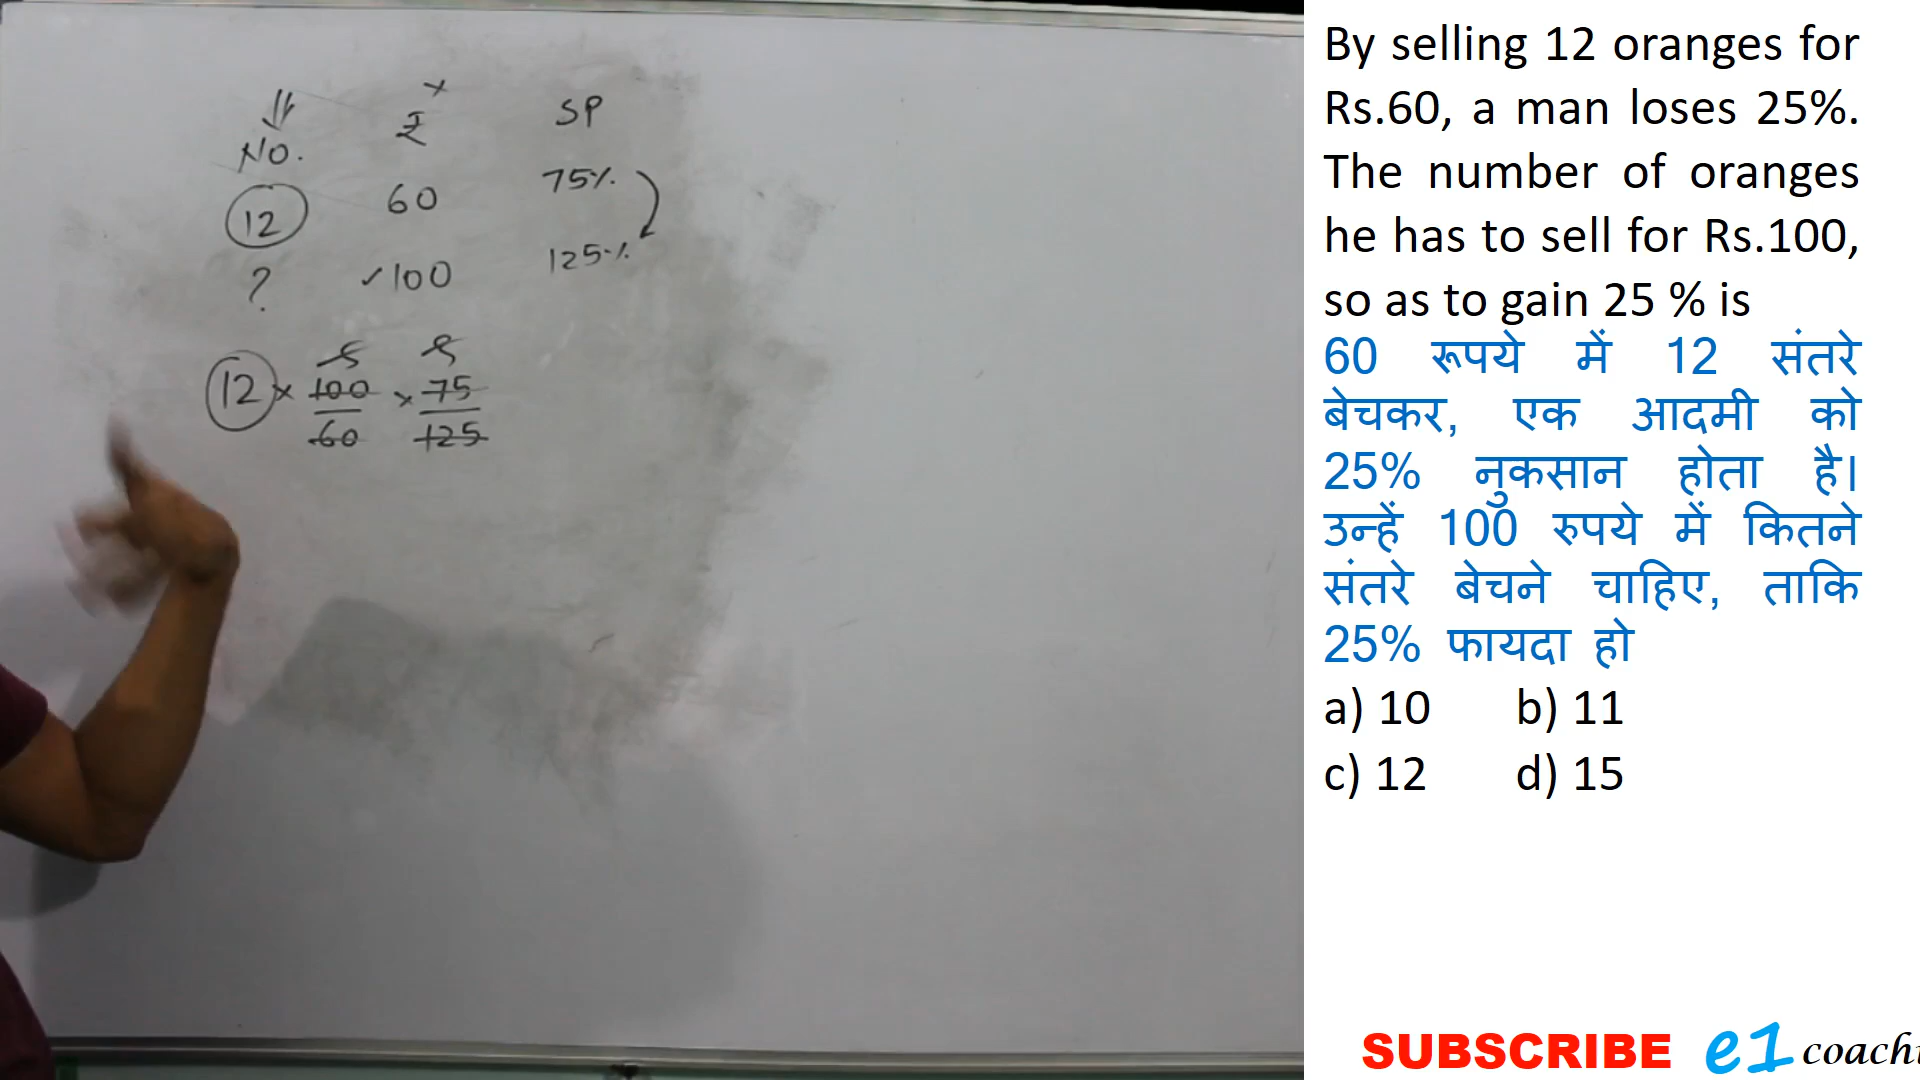 No. ₹ × SP
12 60 75%
? ✓100 125%
5 5
12 × 100/60 × 75/125
By selling 12 oranges for
Rs.60, a man loses 25%.
The number of oranges
he has to sell for Rs.100,
so as to gain 25 % is
60 रूपये में 12 संतरे
बेचकर, एक आदमी को
25% नुकसान होता है।
उन्हें 100 रुपये में कितने
संतरे बेचने चाहिए, ताकि
25% फायदा हो
a) 10 b) 11
c) 12 d) 15
SUBSCRIBE e1 coachi